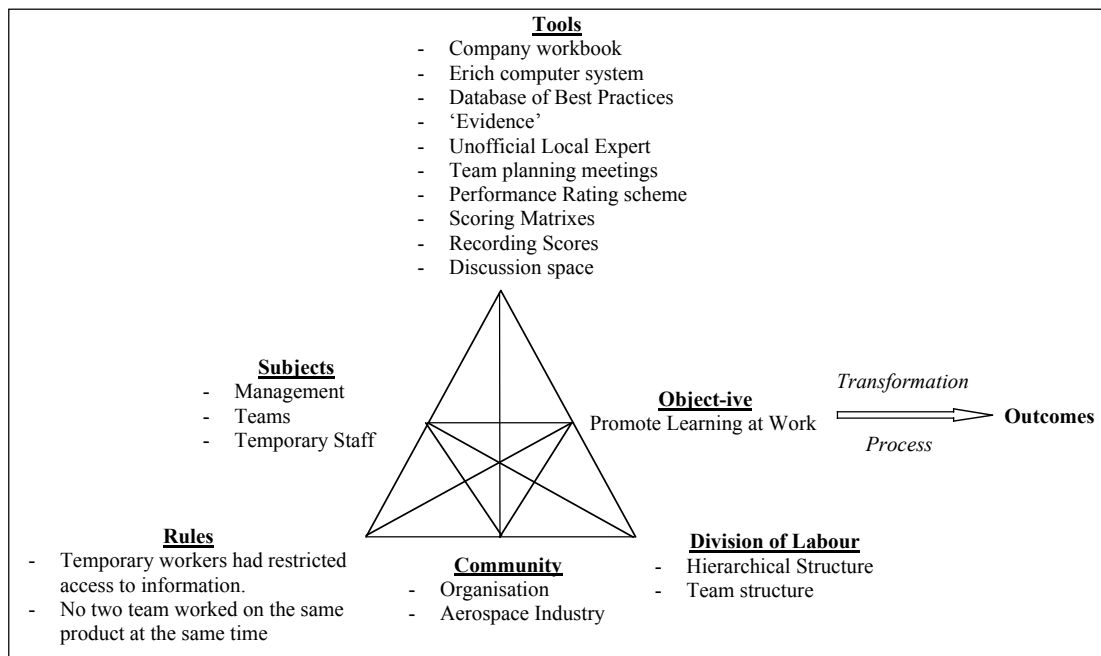 Tools
- Company workbook
- Erich computer system
- Database of Best Practices
- ‘Evidence’
- Unofficial Local Expert
- Team planning meetings
- Performance Rating scheme
- Scoring Matrixes
- Recording Scores
- Discussion space
Subjects
- Management
- Teams
- Temporary Staff
Object-ive
Promote Learning at Work
Transformation
Process
Outcomes
Rules
- Temporary workers had restricted
access to information.
- No two team worked on the same
product at the same time
Community
- Organisation
- Aerospace Industry
Division of Labour
- Hierarchical Structure
- Team structure